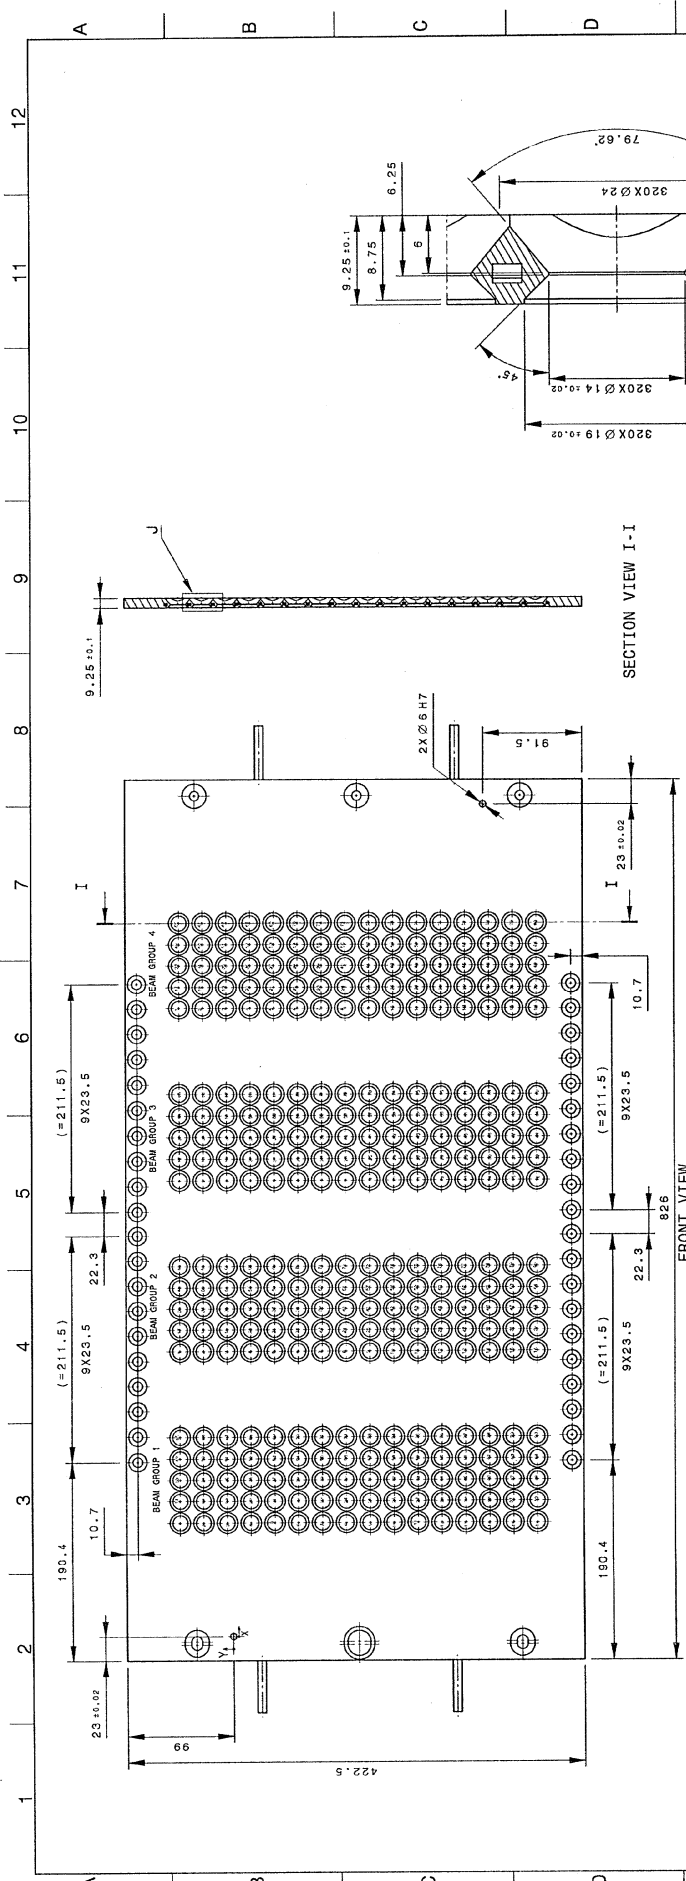 A
B
C
D
12
11
10
9
8
7
6
5
4
3
2
1
6.25
9.25 ±0.1
8.75
6
79.62°
320X Ø 24
45°
320X Ø 14 ±0.02
320X Ø 19 ±0.02
J
9.25 ±0.1
SECTION VIEW I-I
2X Ø 6 H7
91.5
23 ±0.02
I
I
BEAM GROUP 4
BEAM GROUP 3
BEAM GROUP 2
BEAM GROUP 1
(=211.5)
9X23.5
22.3
(=211.5)
9X23.5
190.4
10.7
23 ±0.02
99
422.5
Y
X
10.7
(=211.5)
9X23.5
22.3
826
(=211.5)
9X23.5
190.4
FRONT VIEW